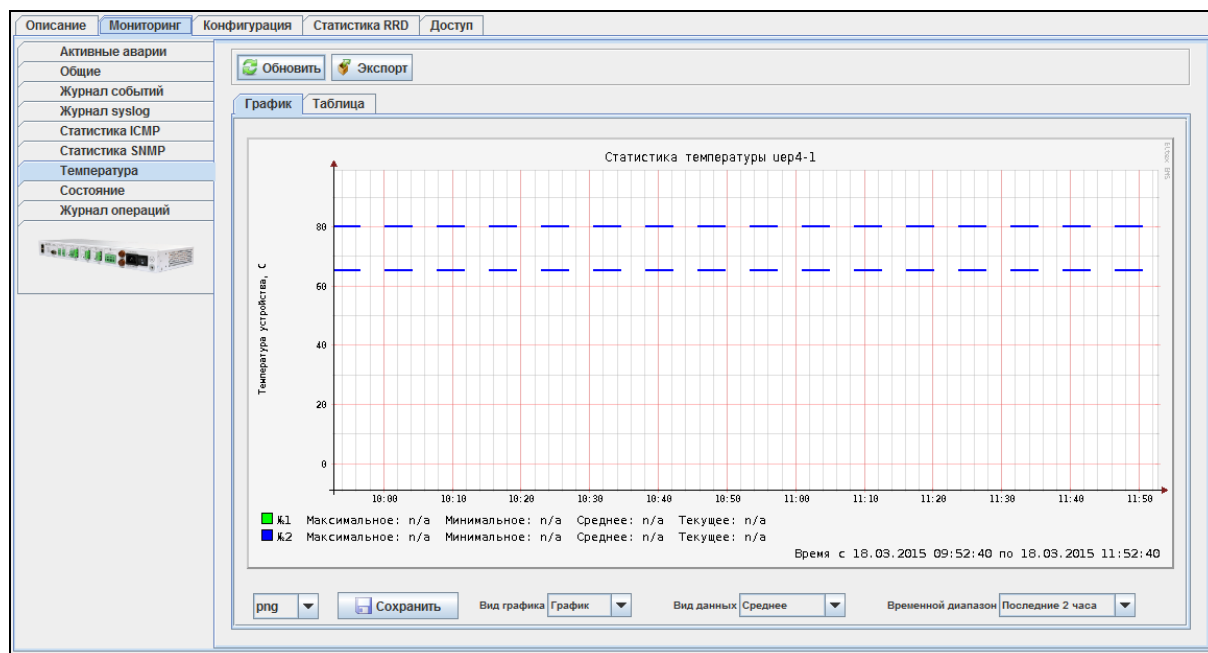 Описание Мониторинг Конфигурация Статистика RRD Доступ
Активные аварии
Общие
Журнал событий
Журнал syslog
Статистика ICMP
Статистика SNMP
Температура
Состояние
Журнал операций
Обновить Экспорт
График Таблица
Статистика температуры uep4-1
Eltex EMS
Температура устройства, C
80
60
40
20
0
10:00 10:10 10:20 10:30 10:40 10:50 11:00 11:10 11:20 11:30 11:40 11:50
№1 Максимальное: n/a Минимальное: n/a Среднее: n/a Текущее: n/a
№2 Максимальное: n/a Минимальное: n/a Среднее: n/a Текущее: n/a
Время с 18.03.2015 09:52:40 по 18.03.2015 11:52:40
png Сохранить Вид графика График Вид данных Среднее Временной диапазон Последние 2 часа